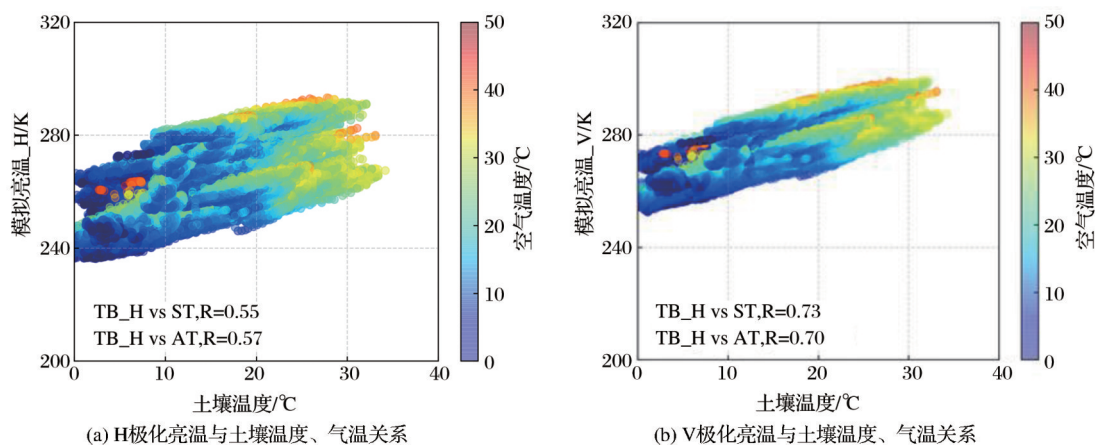 320
280
240
200
模拟亮温_H/K
0
10
20
30
40
土壤温度/℃
TB_H vs ST,R=0.55
TB_H vs AT,R=0.57
50
40
30
20
10
0
空气温度/℃
(a) H极化亮温与土壤温度、气温关系
320
280
240
200
模拟亮温_V/K
0
10
20
30
40
土壤温度/℃
TB_H vs ST,R=0.73
TB_H vs AT,R=0.70
50
40
30
20
10
0
空气温度/℃
(b) V极化亮温与土壤温度、气温关系